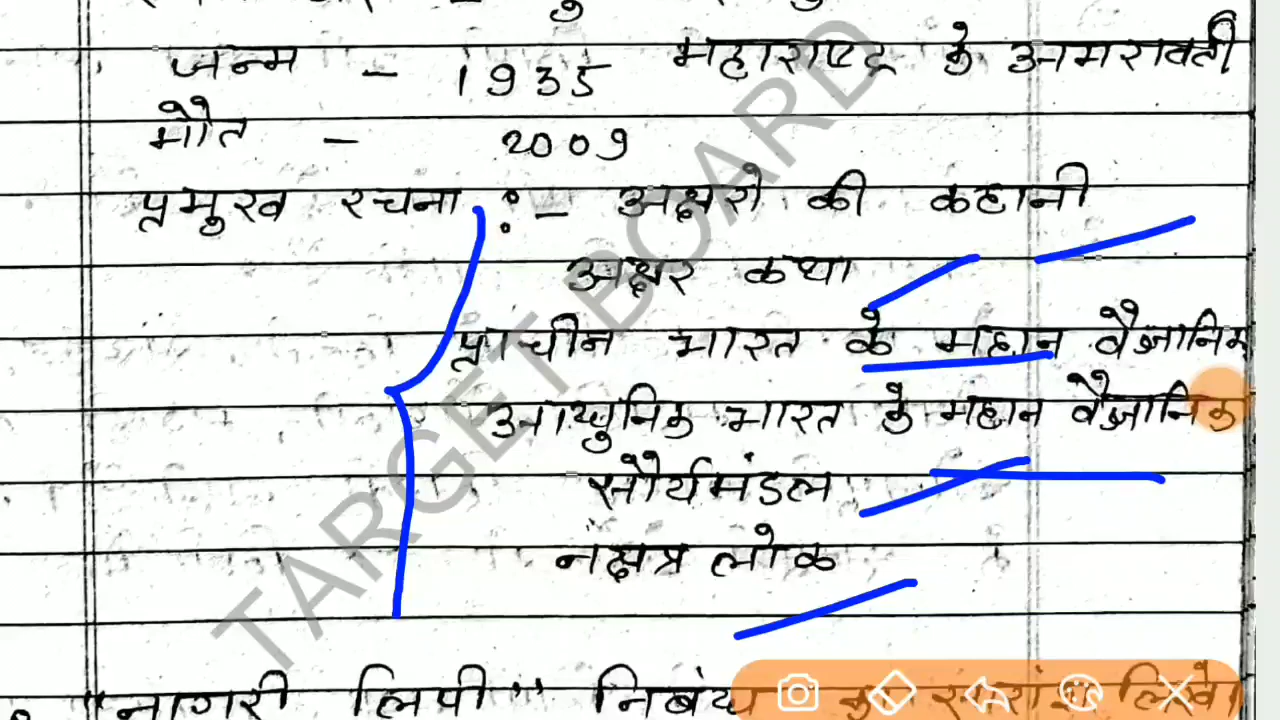 जन्म - 1935 महाराष्ट्र के अमरावती
मौत - 2009
प्रमुख रचना :- अक्षरो की कहानी
अक्षर कथा
प्राचीन भारत के महान वैज्ञानिक
आधुनिक भारत के महान वैज्ञानिक
सौर्यमंडल
नक्षत्र लोक
"नागरी लिपी" निबंध का सारांश लिखें
TARGET BOARD